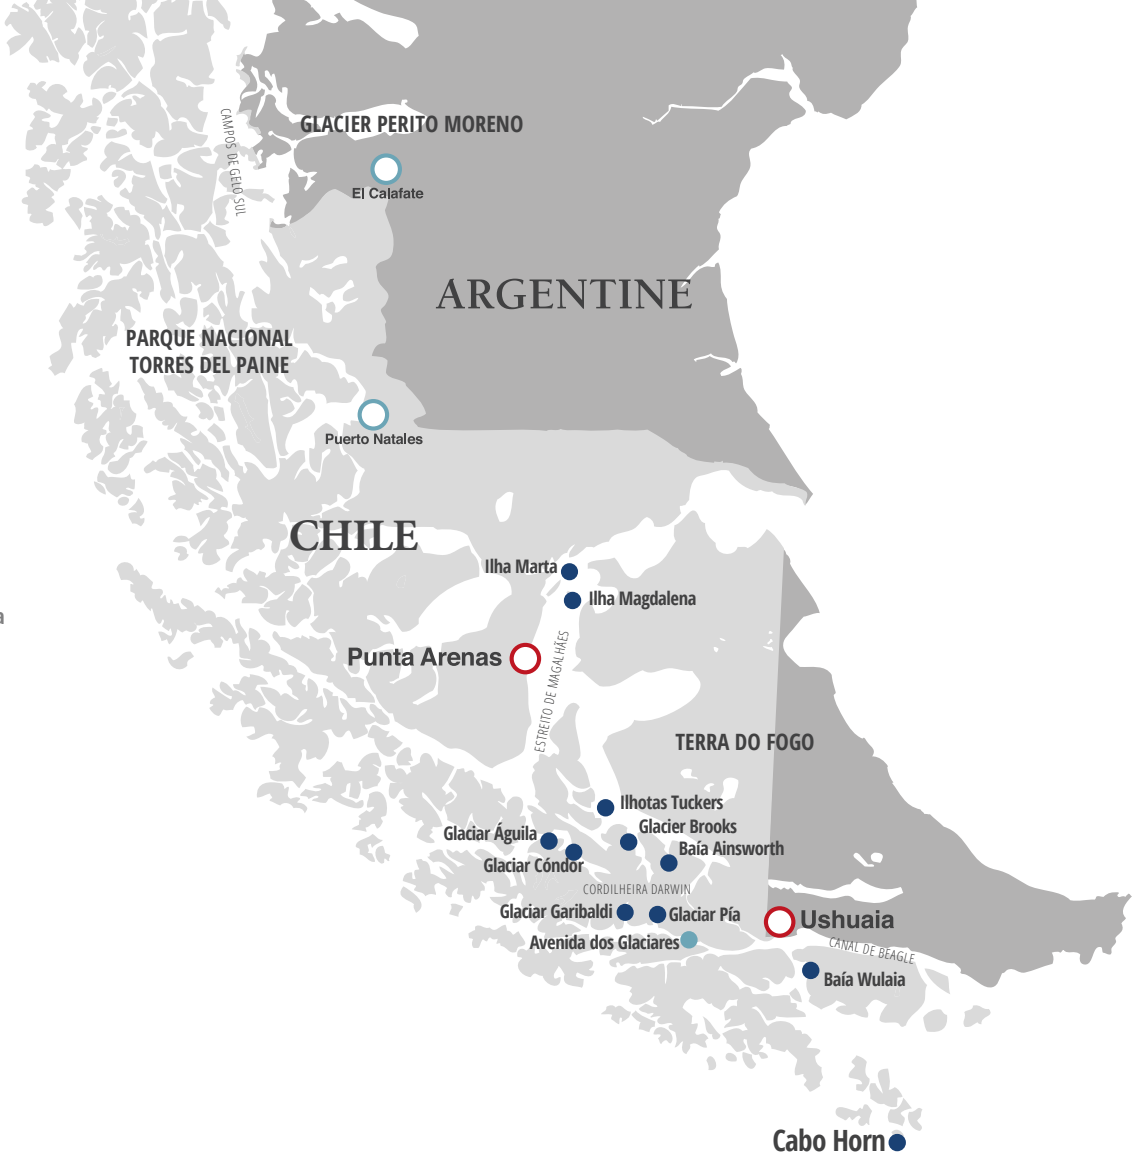 CAMPOS DE GELO SUL
GLACIER PERITO MORENO
El Calafate
ARGENTINE
PARQUE NACIONAL
TORRES DEL PAINE
Puerto Natales
CHILE
Ilha Marta
Ilha Magdalena
a
Punta Arenas
ESTREITO DE MAGALHÃES
TERRA DO FOGO
Ilhotas Tuckers
Glacier Brooks
Glaciar Águila
Baía Ainsworth
Glaciar Cóndor
CORDILHEIRA DARWIN
Glaciar Garibaldi
Glaciar Pía
Ushuaia
Avenida dos Glaciares
CANAL DE BEAGLE
Baía Wulaia
Cabo Horn